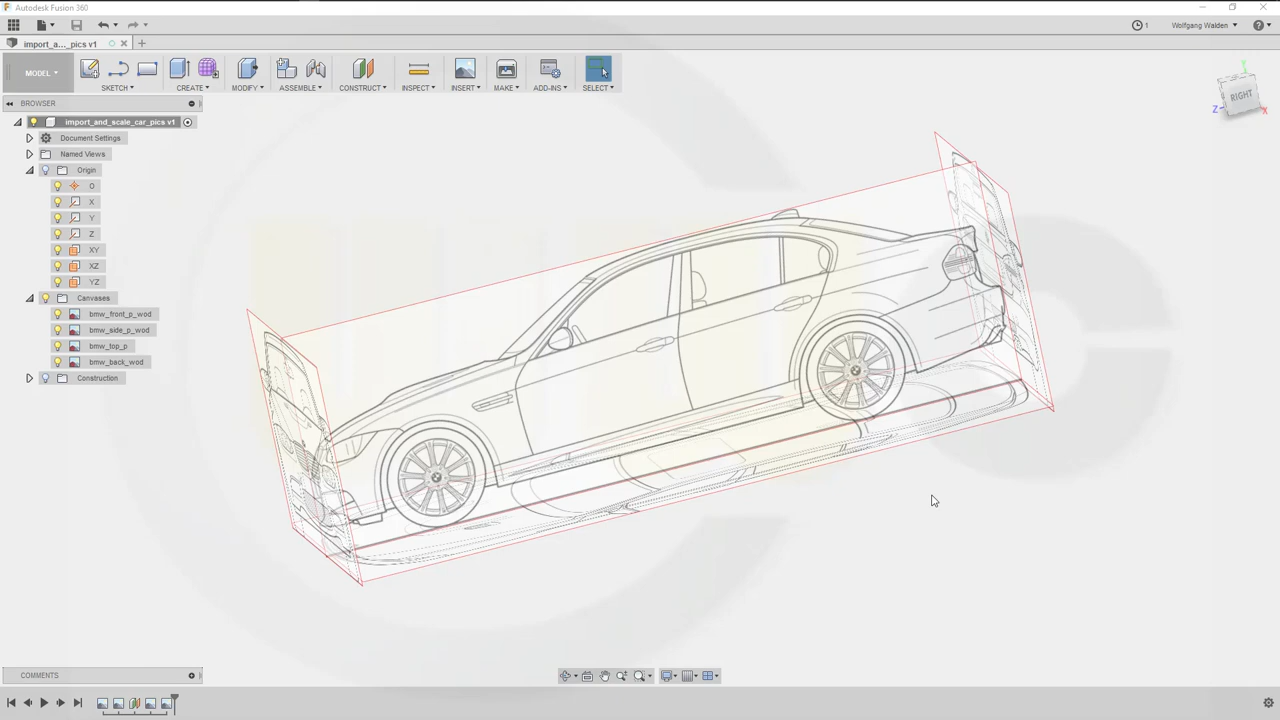 Autodesk Fusion 360
1
Wolfgang Walden
import_a..._pics v1
MODEL
SKETCH
CREATE
MODIFY
ASSEMBLE
CONSTRUCT
INSPECT
INSERT
MAKE
ADD-INS
SELECT
RIGHT
Z
X
Y
BROWSER
import_and_scale_car_pics v1
Document Settings
Named Views
Origin
O
X
Y
Z
XY
XZ
YZ
Canvases
bmw_front_p_wod
bmw_side_p_wod
bmw_top_p
bmw_back_wod
Construction
COMMENTS